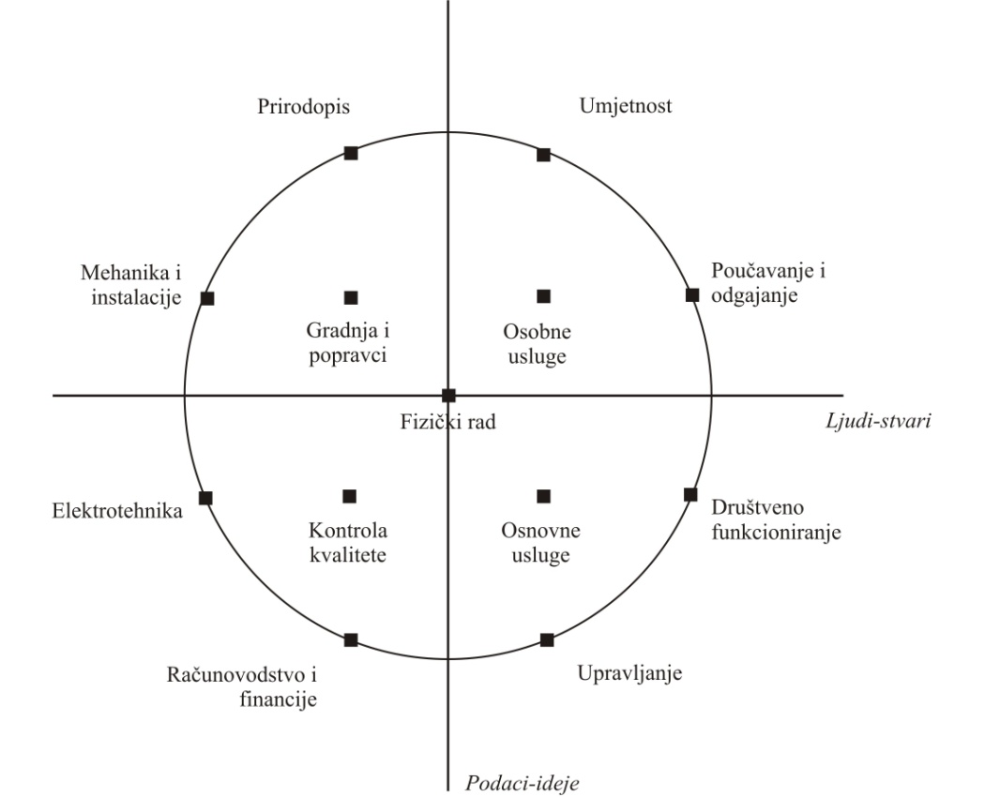 Prirodopis
Umjetnost
Mehanika i
instalacije
Poučavanje i
odgajanje
Gradnja i
popravci
Osobne
usluge
Fizički rad
Ljudi-stvari
Elektrotehnika
Kontrola
kvalitete
Osnovne
usluge
Društveno
funkcioniranje
Računovodstvo i
financije
Upravljanje
Podaci-ideje